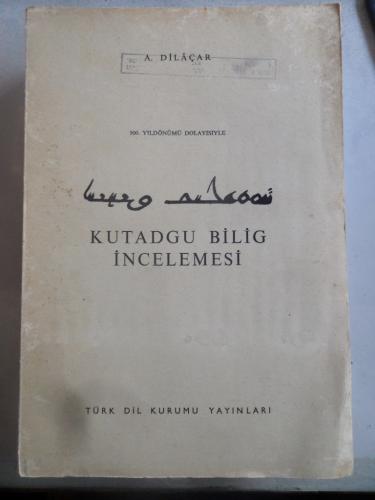 A. DİLÂÇAR
900. YILDÖNÜMÜ DOLAYISIYLE
KUTADGU BİLİG
İNCELEMESİ
TÜRK DİL KURUMU YAYINLARI